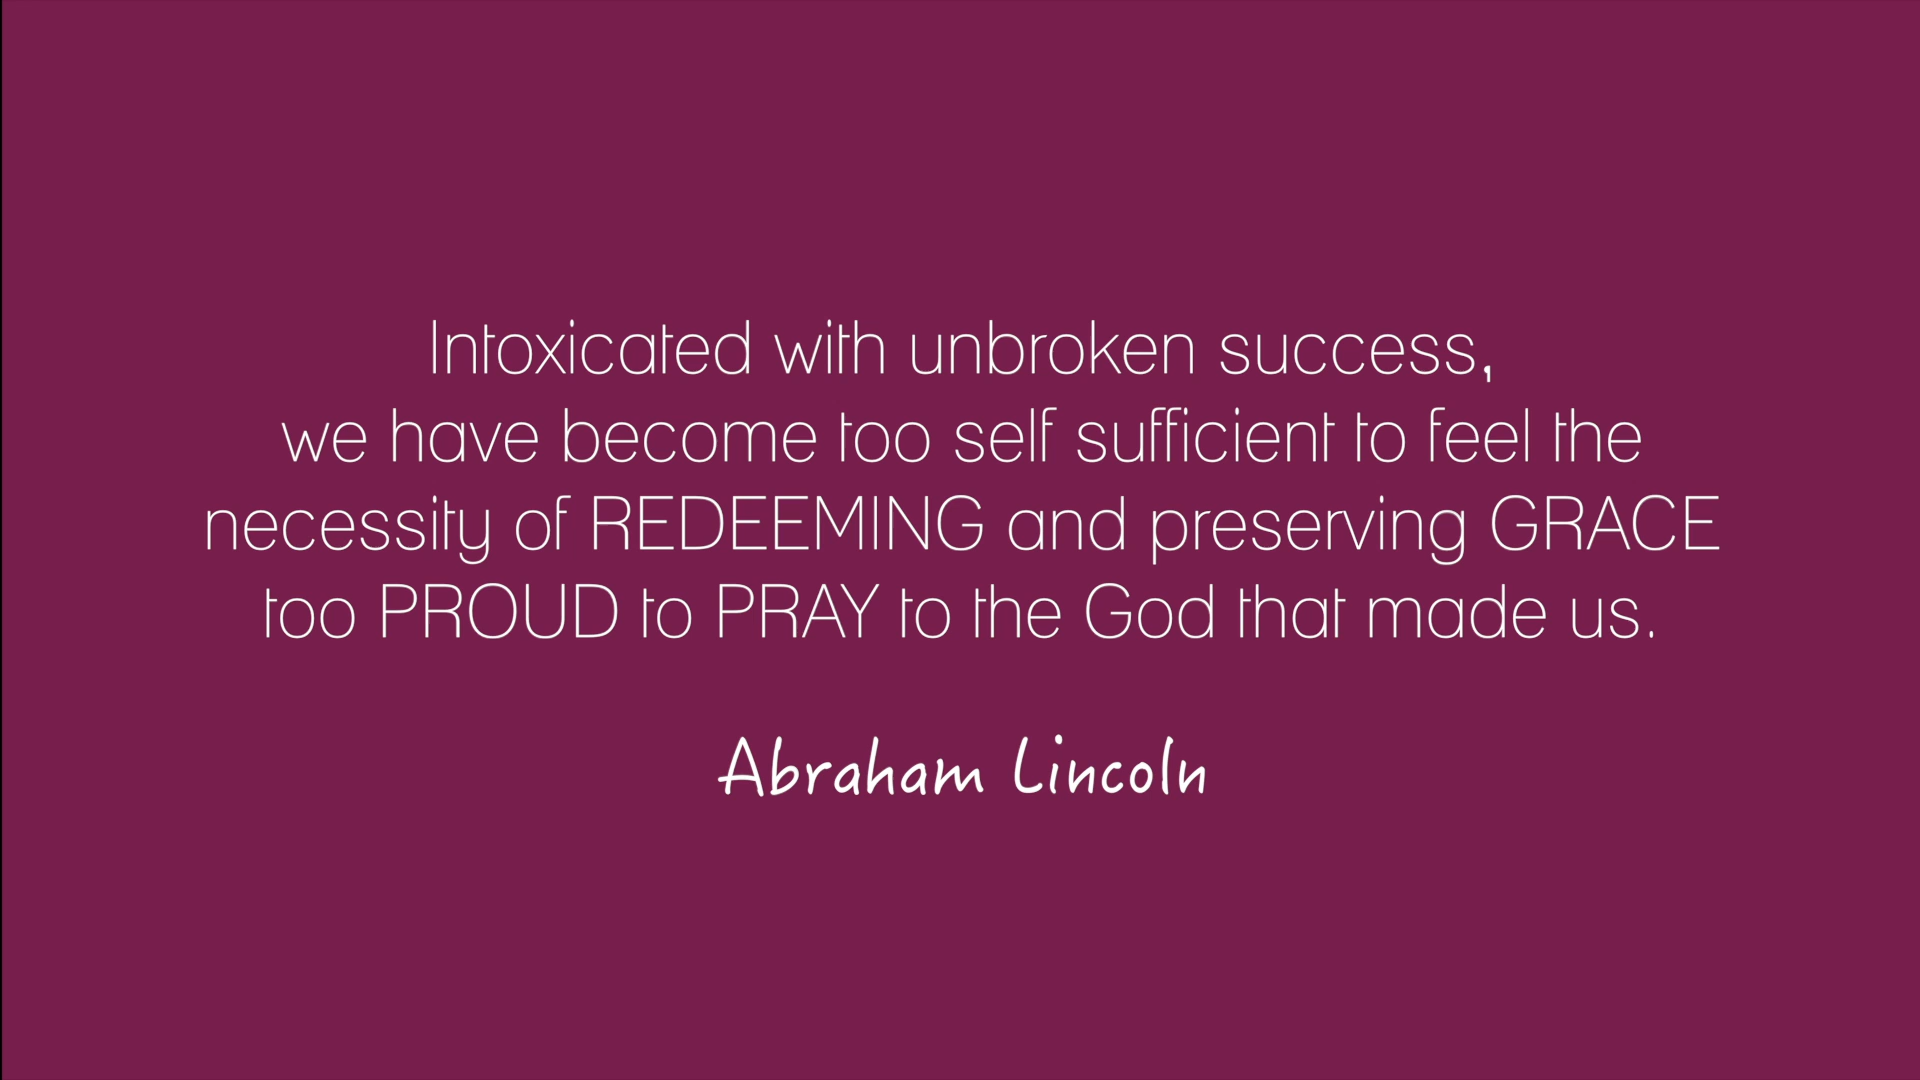 Intoxicated with unbroken success,
we have become too self sufficient to feel the
necessity of REDEEMING and preserving GRACE
too PROUD to PRAY to the God that made us.
Abraham Lincoln